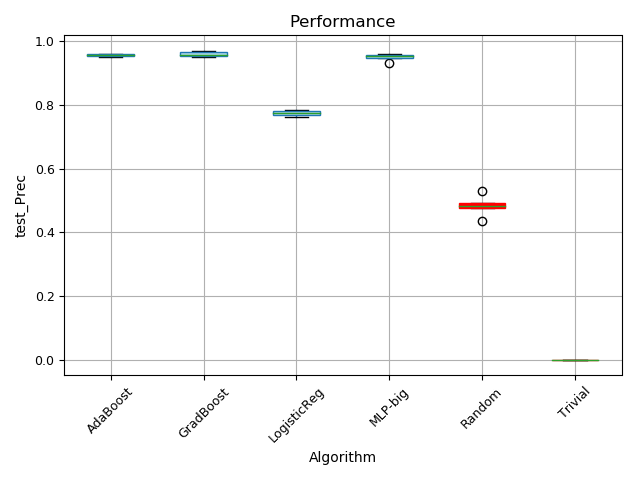 Performance
1.0
0.8
0.6
0.4
0.2
0.0
test_Prec
AdaBoost
GradBoost
LogisticReg
MLP-big
Random
Trivial
Algorithm